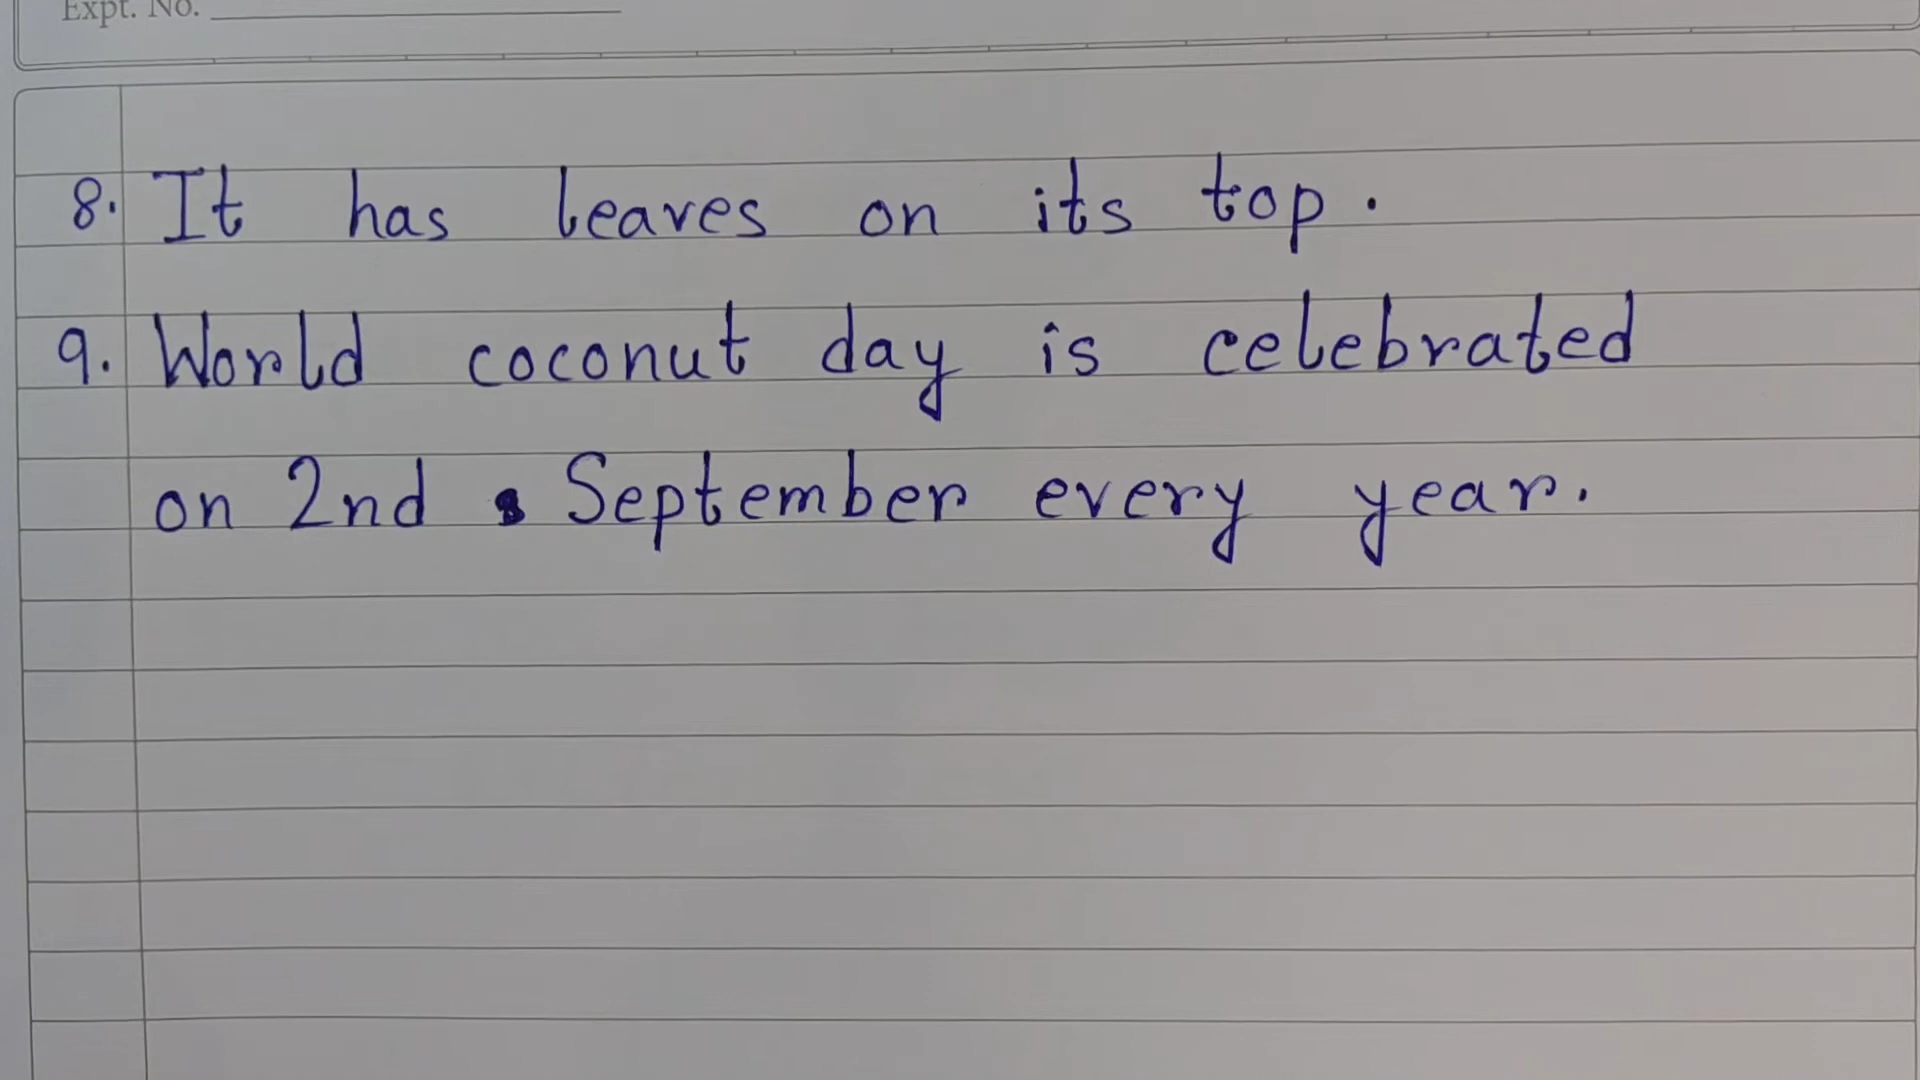 Expt. No.
8. It has leaves on its top.
9. World coconut day is celebrated
on 2nd September every year.